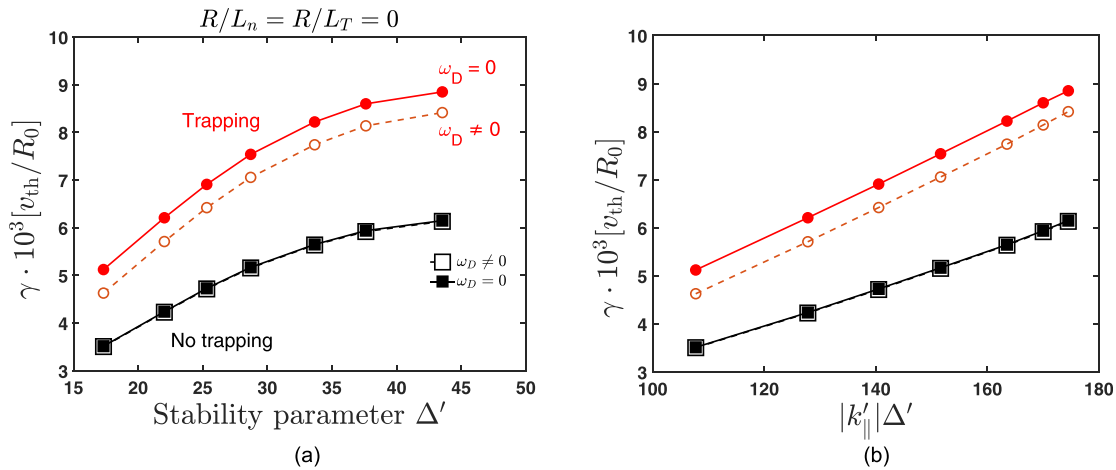 R/L_n = R/L_T = 0
γ · 10³[v_th/R_0]
10
9
8
7
6
5
4
3
ω_D = 0
Trapping
ω_D ≠ 0
ω_D ≠ 0
ω_D = 0
No trapping
15 20 25 30 35 40 45 50
Stability parameter Δ′
(a)
γ · 10³[v_th/R_0]
10
9
8
7
6
5
4
3
100 120 140 160 180
|k′_∥|Δ′
(b)